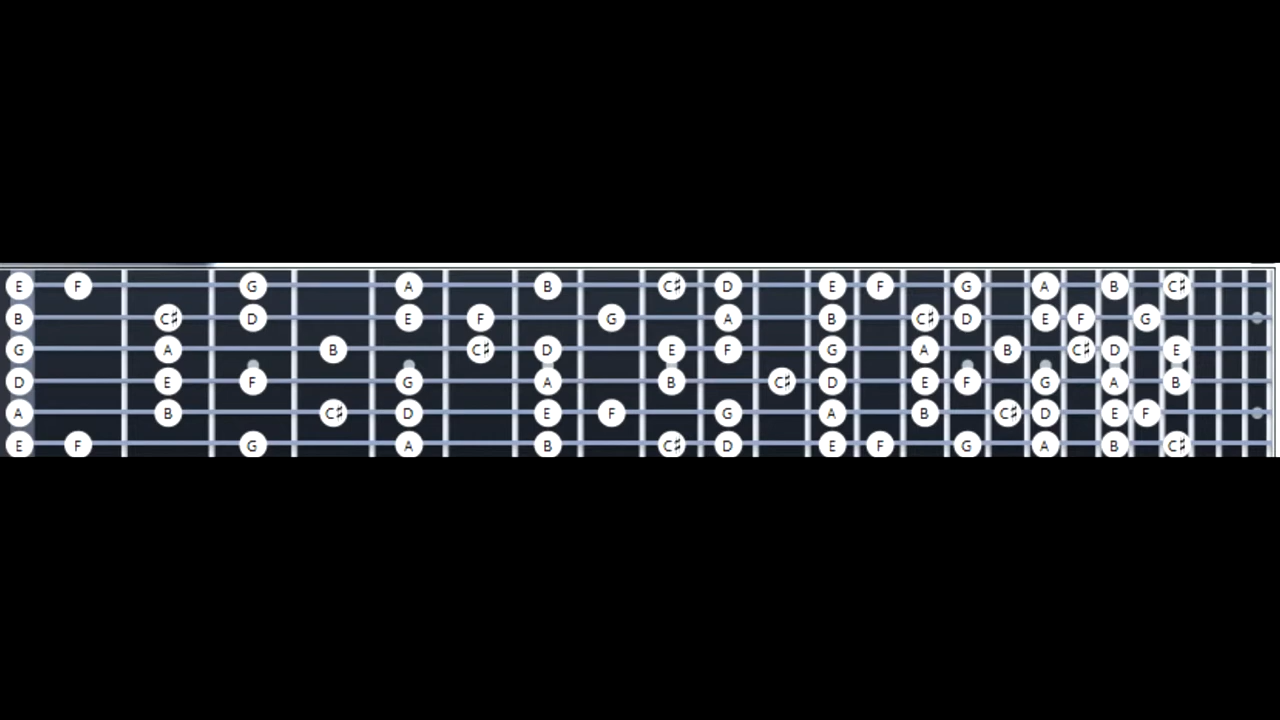 E F G A B C♯ D E F G A B C♯
B C♯ D E F G A B C♯ D E F G
G A B C♯ D E F G A B C♯ D E
D E F G A B C♯ D E F G A B
A B C♯ D E F G A B C♯ D E F
E F G A B C♯ D E F G A B C♯